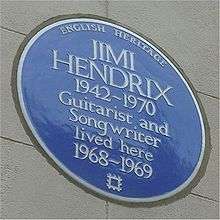 ENGLISH HERITAGE
JIMI
HENDRIX
1942-1970
Guitarist and
Songwriter
lived here
1968-1969